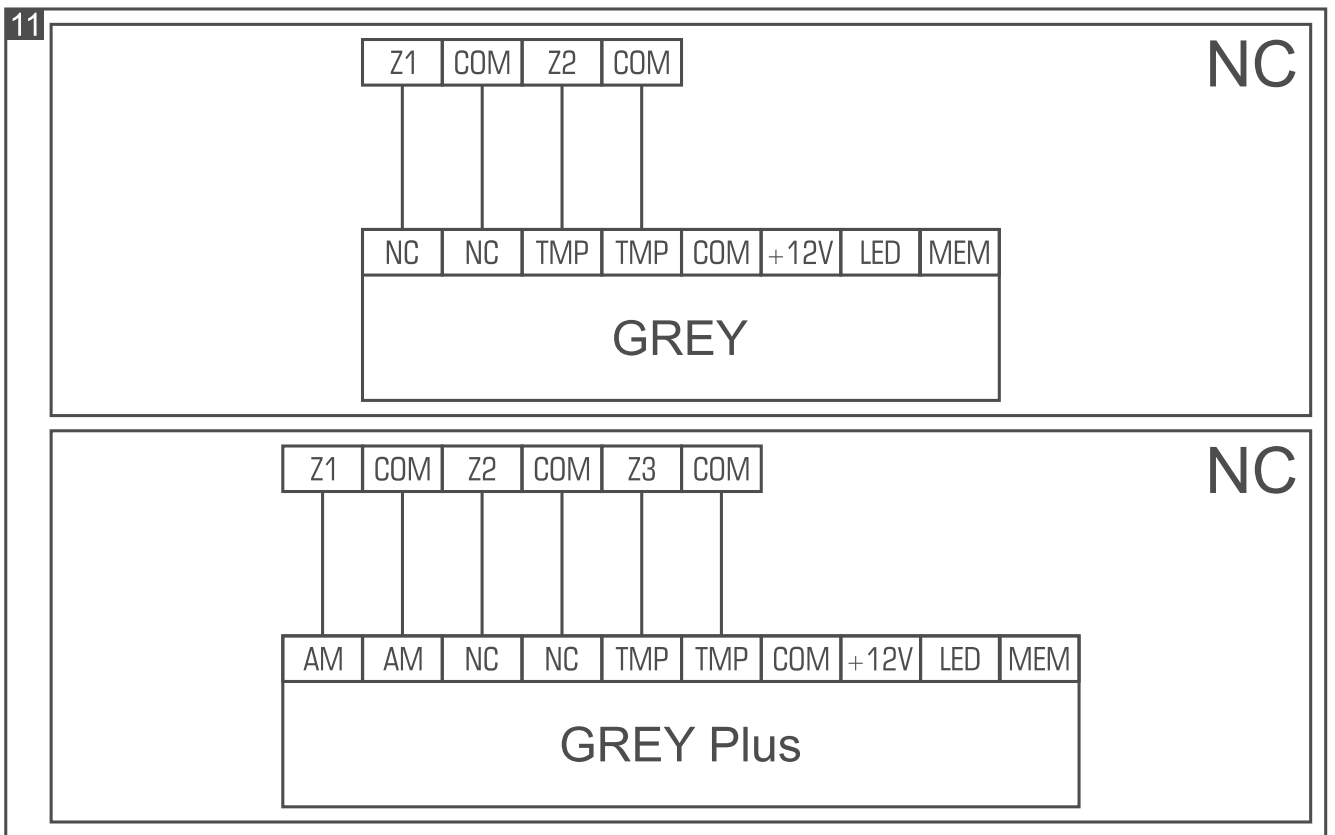 11
NC
Z1 COM Z2 COM
NC NC TMP TMP COM +12V LED MEM
GREY
NC
Z1 COM Z2 COM Z3 COM
AM AM NC NC TMP TMP COM +12V LED MEM
GREY Plus